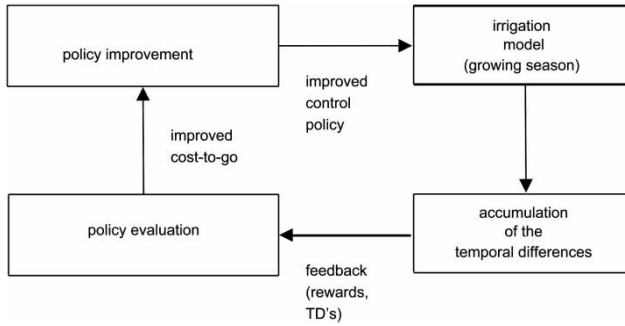 policy improvement
irrigation
model
(growing season)
improved
control
policy
improved
cost-to-go
policy evaluation
accumulation
of the
temporal differences
feedback
(rewards,
TD's)